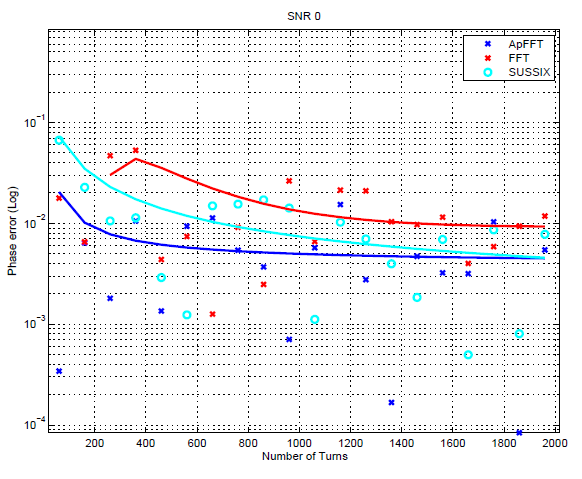 SNR 0
ApFFT
FFT
SUSSIX
Phase error (Log)
10^-1
10^-2
10^-3
10^-4
200 400 600 800 1000 1200 1400 1600 1800 2000
Number of Turns